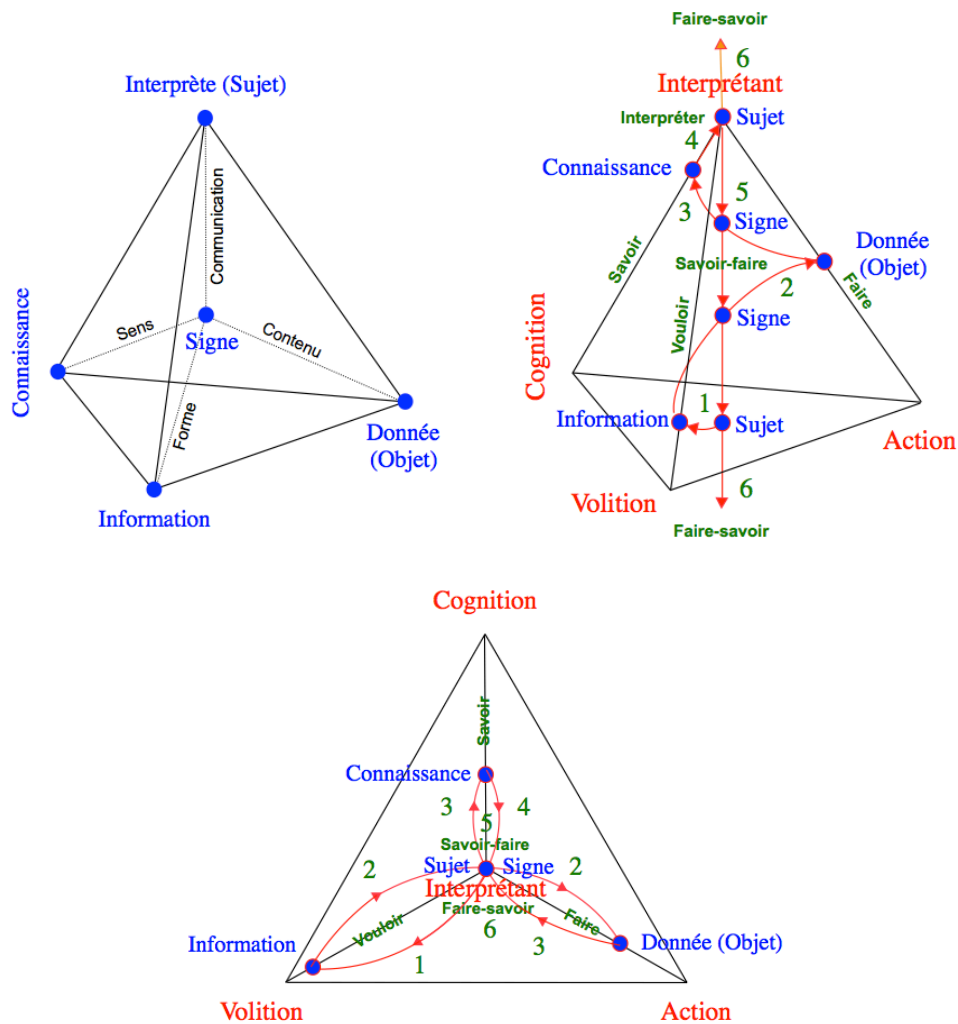 Interprète (Sujet)
Communication
Sens
Signe
Contenu
Connaissance
Forme
Donnée
(Objet)
Information
Faire-savoir
6
Interprétant
Interpréter
Sujet
4
Connaissance
5
3
Signe
Donnée
(Objet)
Savoir
Savoir-faire
2
Faire
Signe
Vouloir
Cognition
1
Information
Sujet
Action
Volition
6
Faire-savoir
Cognition
Savoir
Connaissance
3
4
5
Savoir-faire
2
Sujet
Signe
2
Interprétant
Faire-savoir
Vouloir
6
Faire
3
Information
Donnée (Objet)
1
Volition
Action